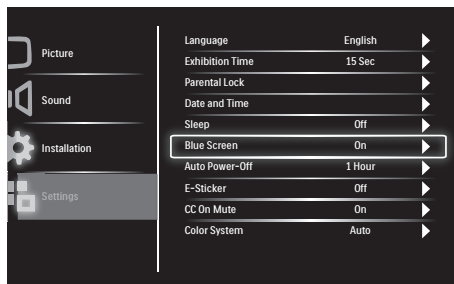 Picture
Sound
Installation
Settings
Language English
Exhibition Time 15 Sec
Parental Lock
Date and Time
Sleep Off
Blue Screen On
Auto Power-Off 1 Hour
E-Sticker Off
CC On Mute On
Color System Auto